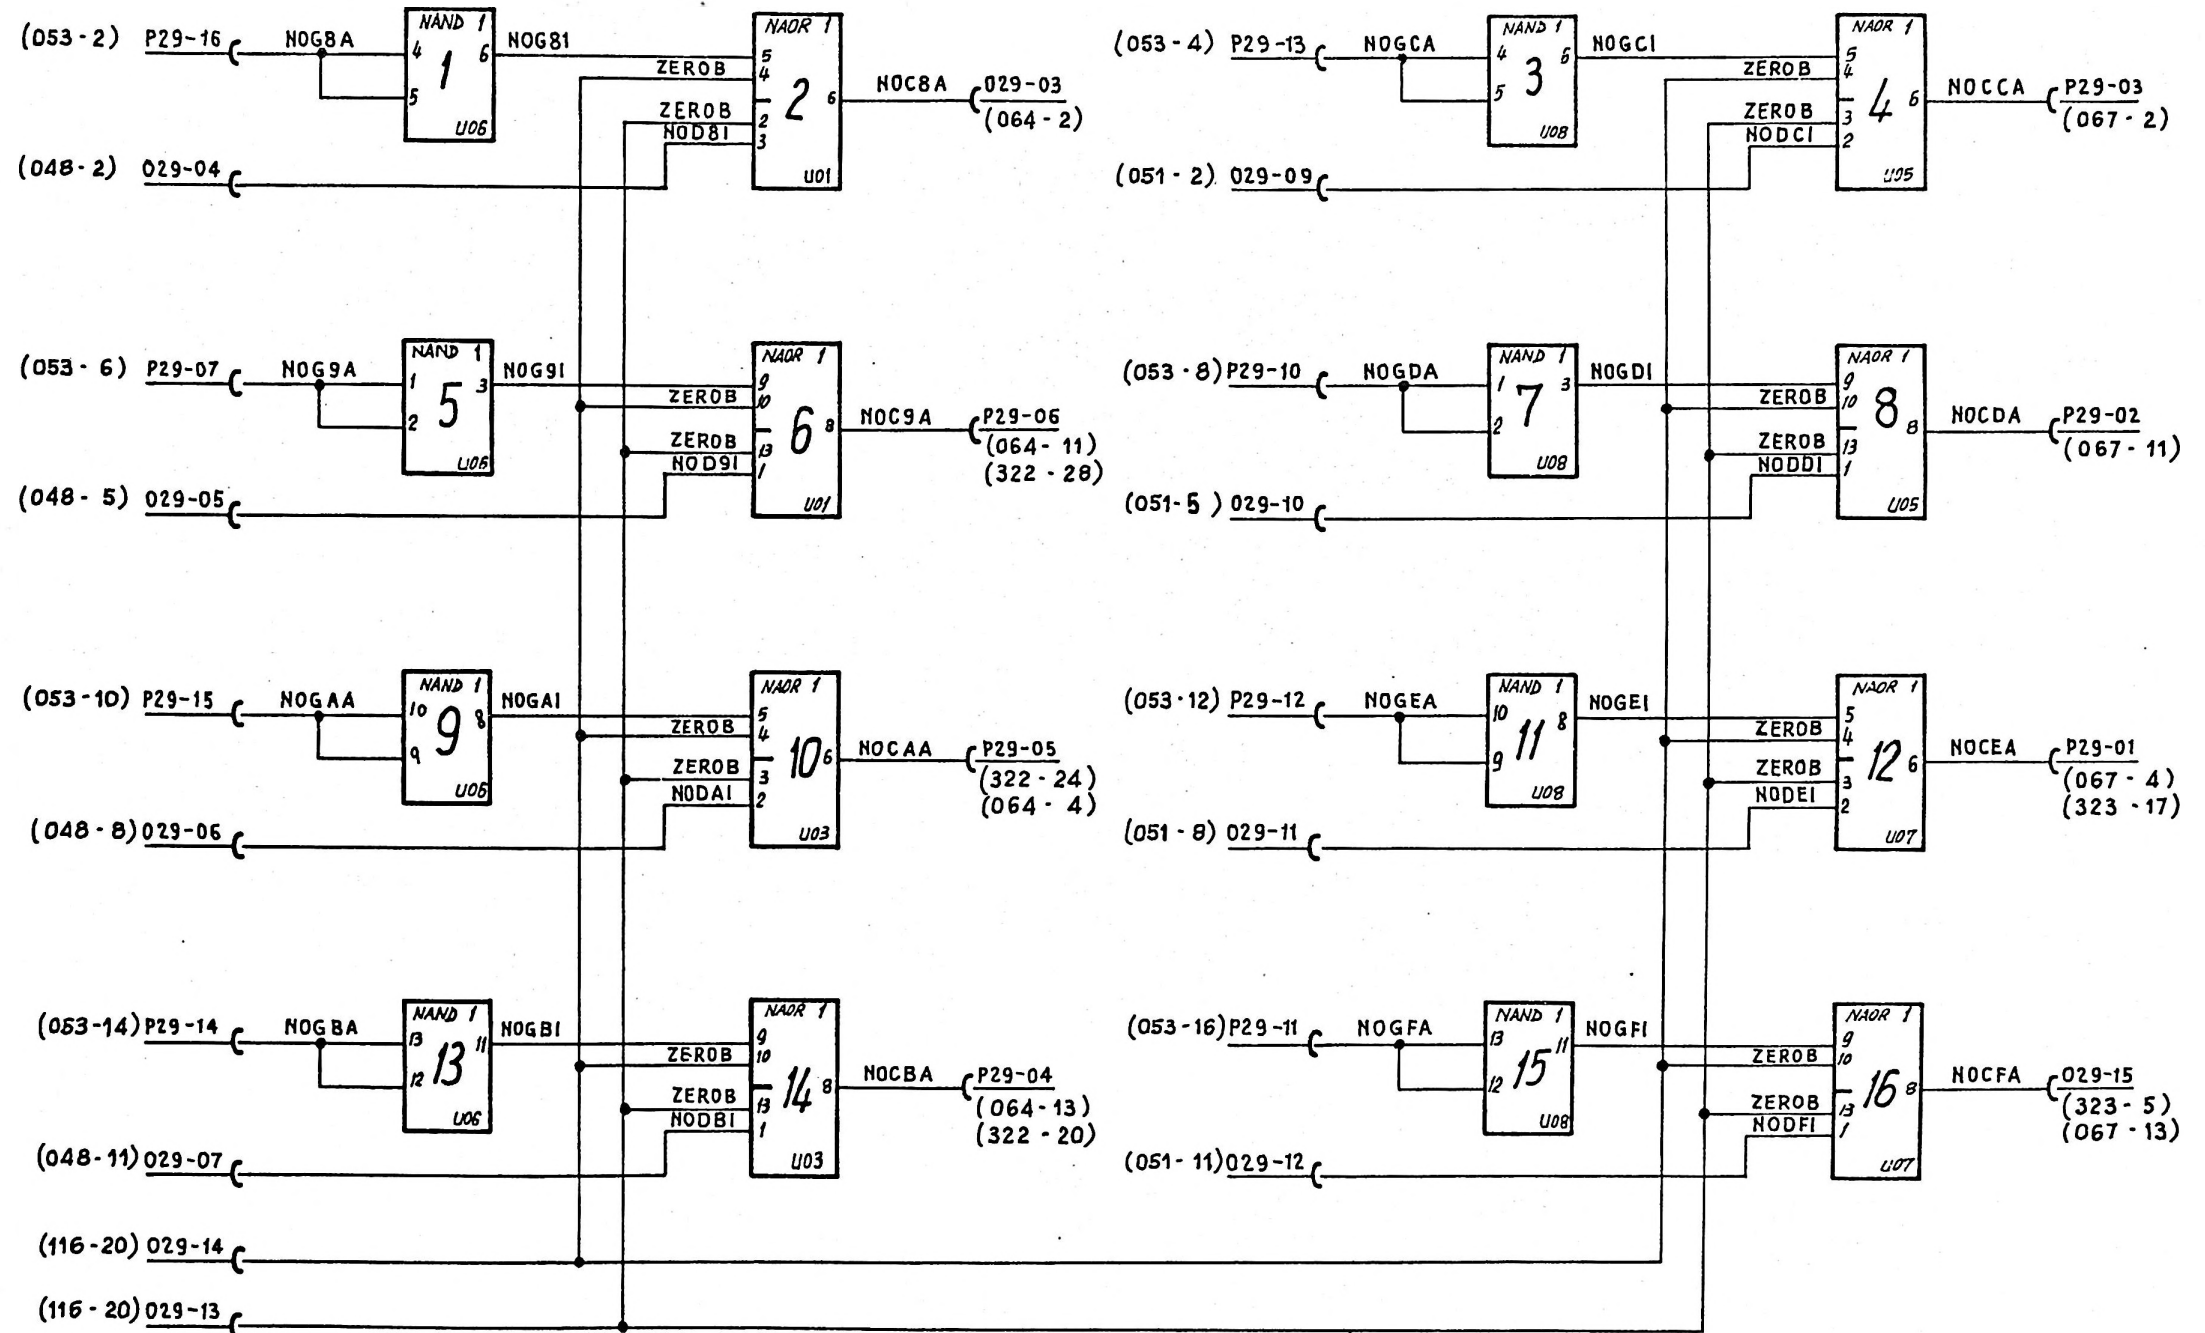 (053-2) P29-16 NOG8A NAND 1 NOG81 NAOR 1
4 6 5
1 ZEROB 4
5 2 6 NOC8A 029-03
ZEROB 2 (064-2)
U06 NOD81 3
(048-2) 029-04 U01
(053-4) P29-13 NOGCA NAND 1 NOGC1 NAOR 1
4 6 5
3 ZEROB 4
5 4 6 NOCCA P29-03
ZEROB 3 (067-2)
U08 NODC1 2
(051-2) 029-09 U05
(053-6) P29-07 NOG9A NAND 1 NOG91 NAOR 1
1 3 9
5 ZEROB 10
2 6 8 NOC9A P29-06
ZEROB 13 (064-11)
U06 NOD91 1 (322-28)
(048-5) 029-05 U01
(053-8) P29-10 NOGDA NAND 1 NOGD1 NAOR 1
1 3 9
7 ZEROB 10
2 8 8 NOCDA P29-02
ZEROB 13 (067-11)
U08 NODD1 1
(051-5) 029-10 U05
(053-10) P29-15 NOGAA NAND 1 NOGA1 NAOR 1
10 8 5
9 ZEROB 4
9 10 6 NOCAA P29-05
ZEROB 3 (322-24)
U06 NODA1 2 (064-4)
(048-8) 029-06 U03
(053-12) P29-12 NOGEA NAND 1 NOGE1 NAOR 1
10 8 5
11 ZEROB 4
9 12 6 NOCEA P29-01
ZEROB 3 (067-4)
U08 NODE1 2 (323-17)
(051-8) 029-11 U07
(053-14) P29-14 NOGBA NAND 1 NOGB1 NAOR 1
13 11 9
13 ZEROB 10
12 14 8 NOCBA P29-04
ZEROB 13 (064-13)
U06 NODB1 1 (322-20)
(048-11) 029-07 U03
(053-16) P29-11 NOGFA NAND 1 NOGF1 NAOR 1
13 11 9
15 ZEROB 10
12 16 8 NOCFA 029-15
ZEROB 13 (323-5)
U08 NODF1 1 (067-13)
(051-11) 029-12 U07
(116-20) 029-14
(116-20) 029-13